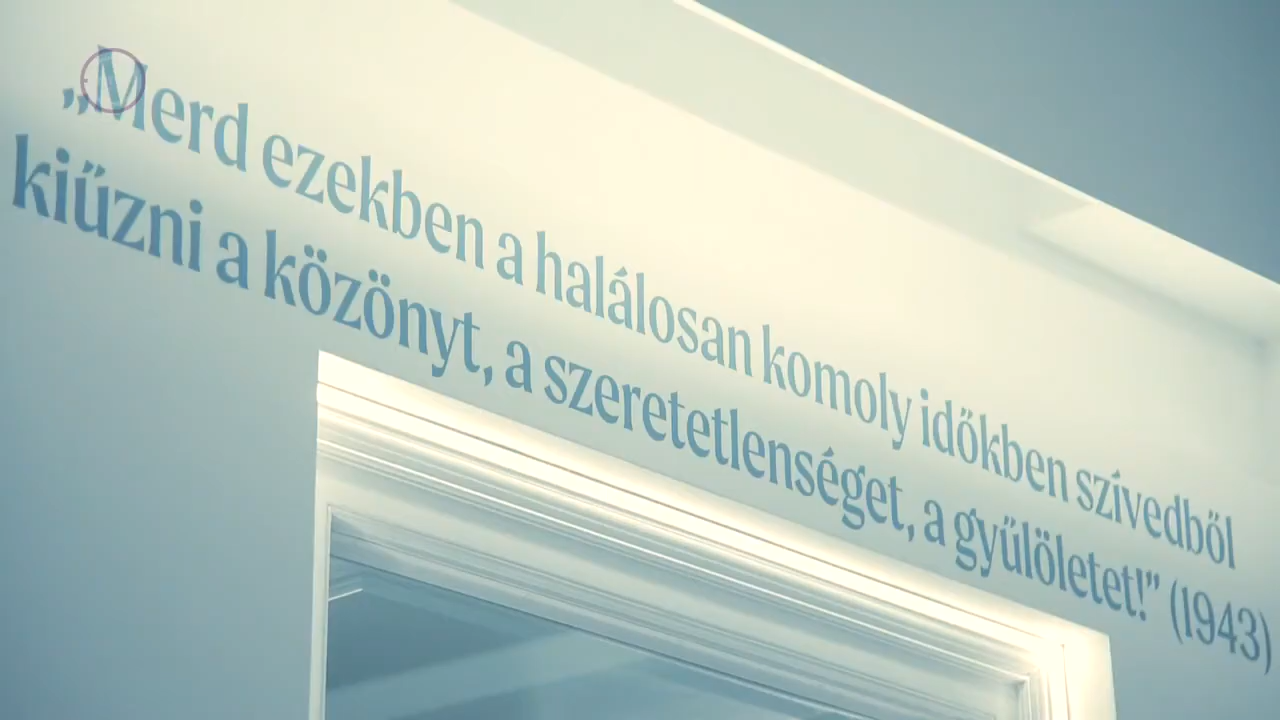 „Merd ezekben a halálosan komoly időkben szívedből
kiűzni a közönyt, a szeretetlenséget, a gyűlöletet!” (1943)